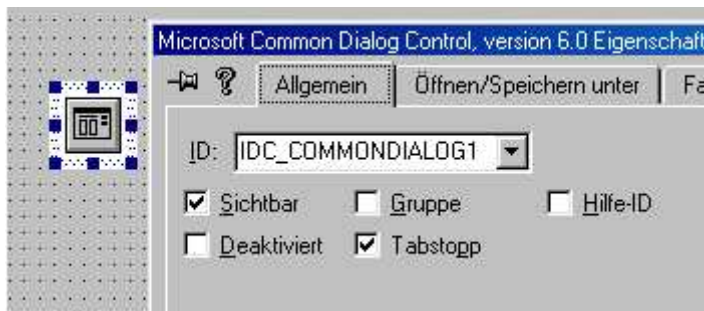 Microsoft Common Dialog Control, version 6.0 Eigenschaft
Allgemein Öffnen/Speichern unter Fa
ID: IDC_COMMONDIALOG1
Sichtbar Gruppe Hilfe-ID
Deaktiviert Tabstopp